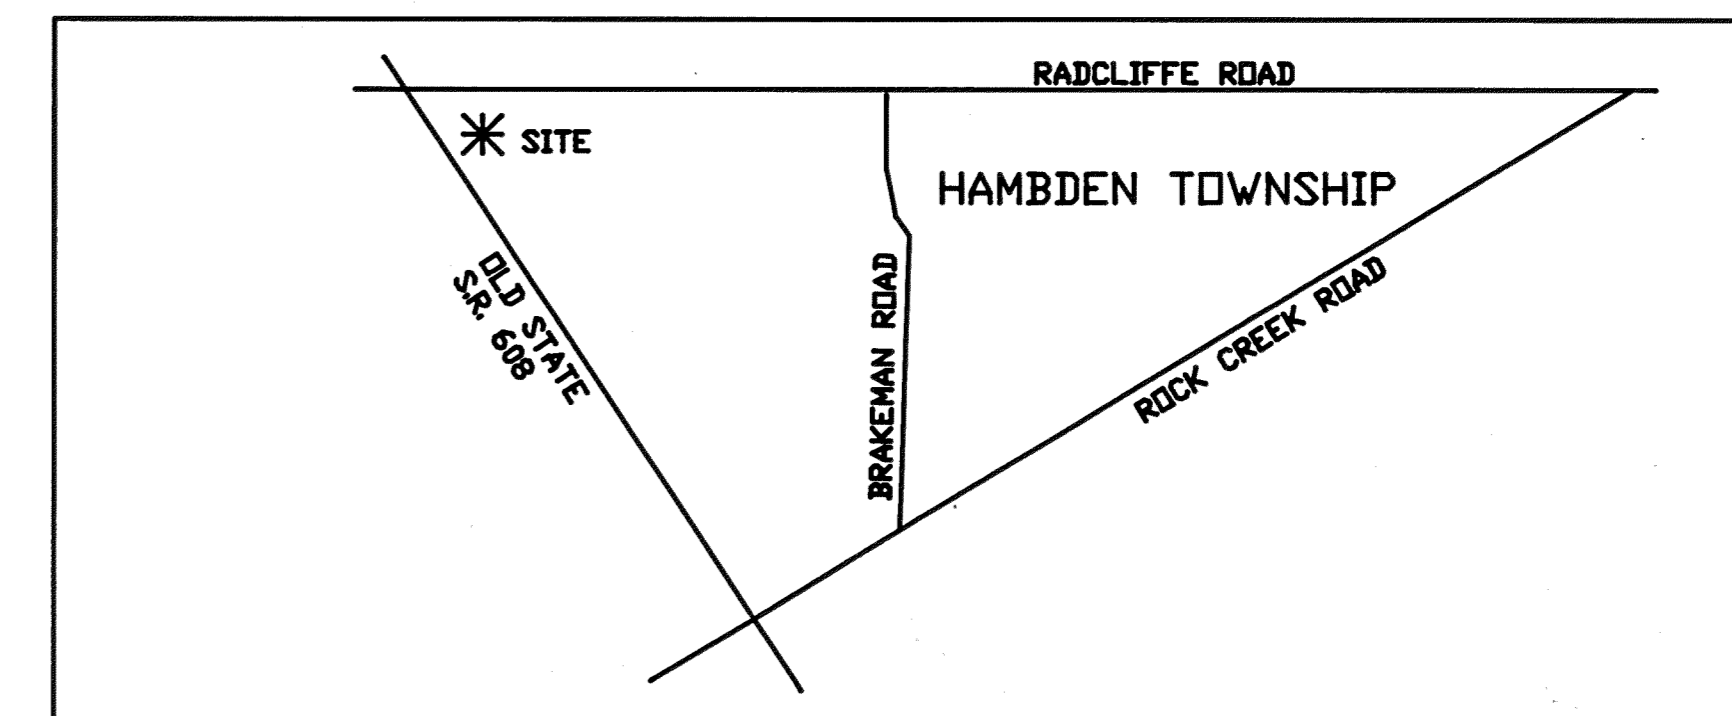 RADCLIFFE ROAD
SITE
HAMBDEN TOWNSHIP
OLD STATE
S.R. 608
BRAKEMAN ROAD
ROCK CREEK ROAD